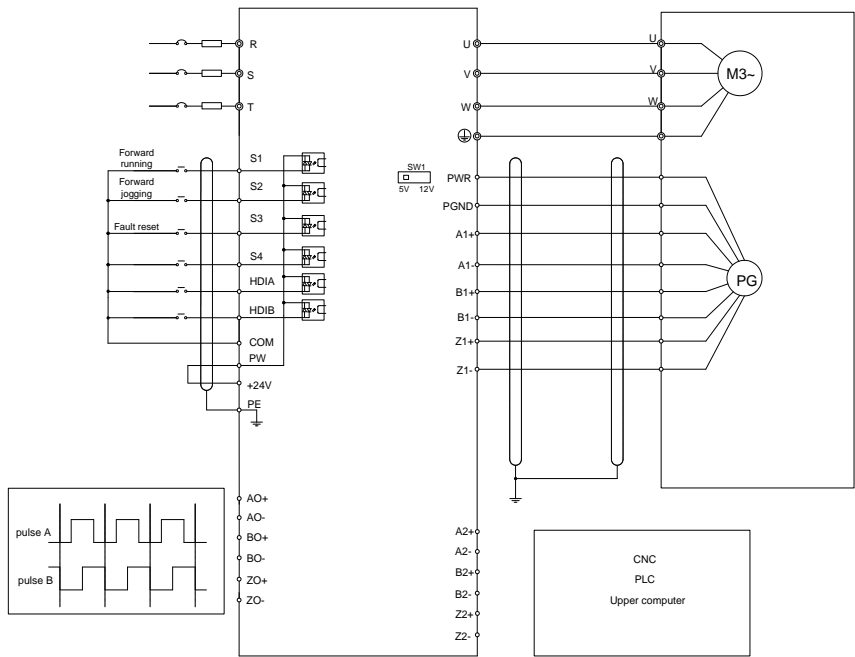 R
S
T
U
V
W
U
V
W
M3~
Forward
running
Forward
jogging
Fault reset
S1
S2
S3
S4
HDIA
HDIB
COM
PW
+24V
PE
SW1
5V 12V
PWR
PGND
A1+
A1-
B1+
B1-
Z1+
Z1-
PG
pulse A
pulse B
AO+
AO-
BO+
BO-
ZO+
ZO-
A2+
A2-
B2+
B2-
Z2+
Z2-
CNC
PLC
Upper computer